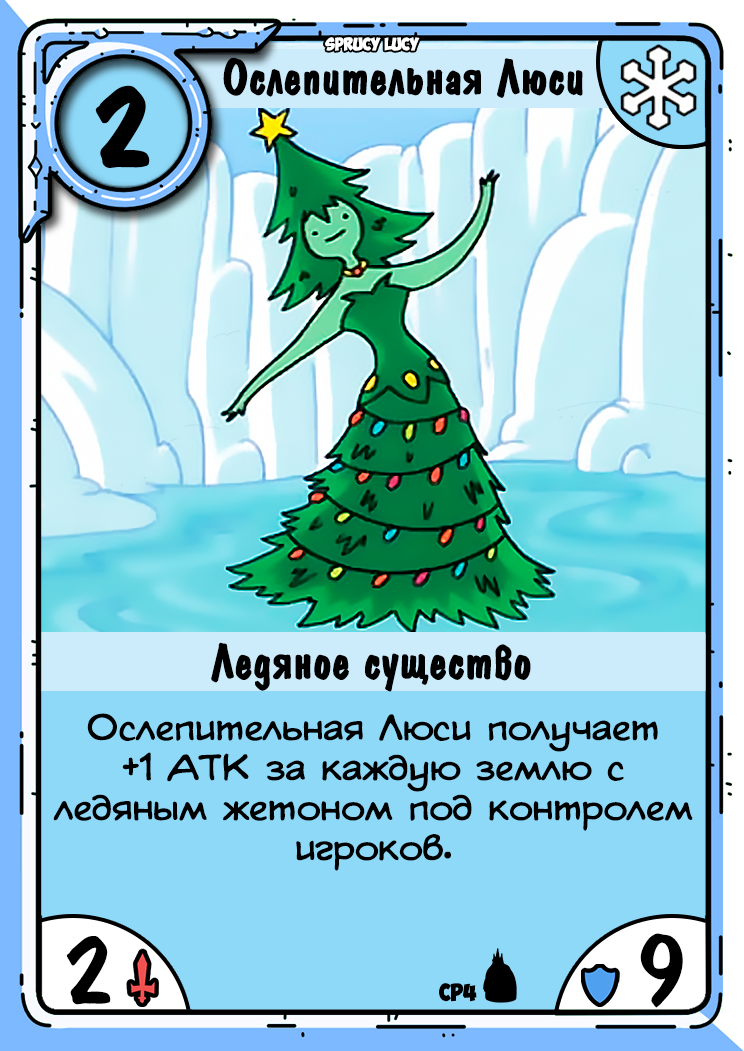 SPRUCY LUCY
2
Ослепительная Люси
Ледяное существо
Ослепительная Люси получает
+1 АТК за каждую землю с
ледяным жетоном под контролем
игроков.
2
CP4
9